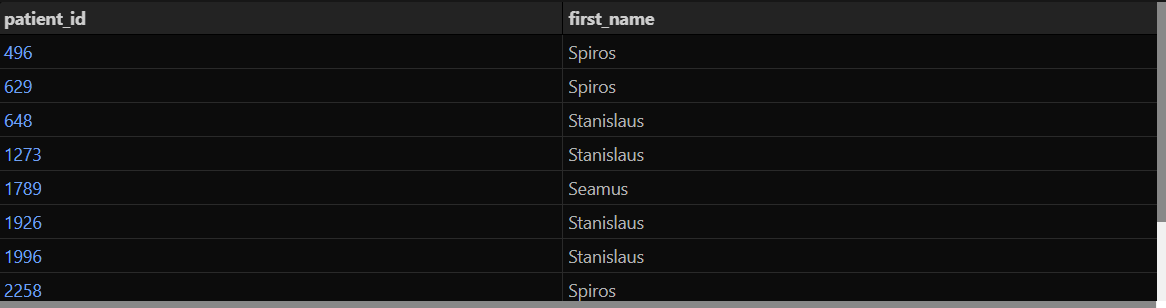 patient_id first_name
496 Spiros
629 Spiros
648 Stanislaus
1273 Stanislaus
1789 Seamus
1926 Stanislaus
1996 Stanislaus
2258 Spiros